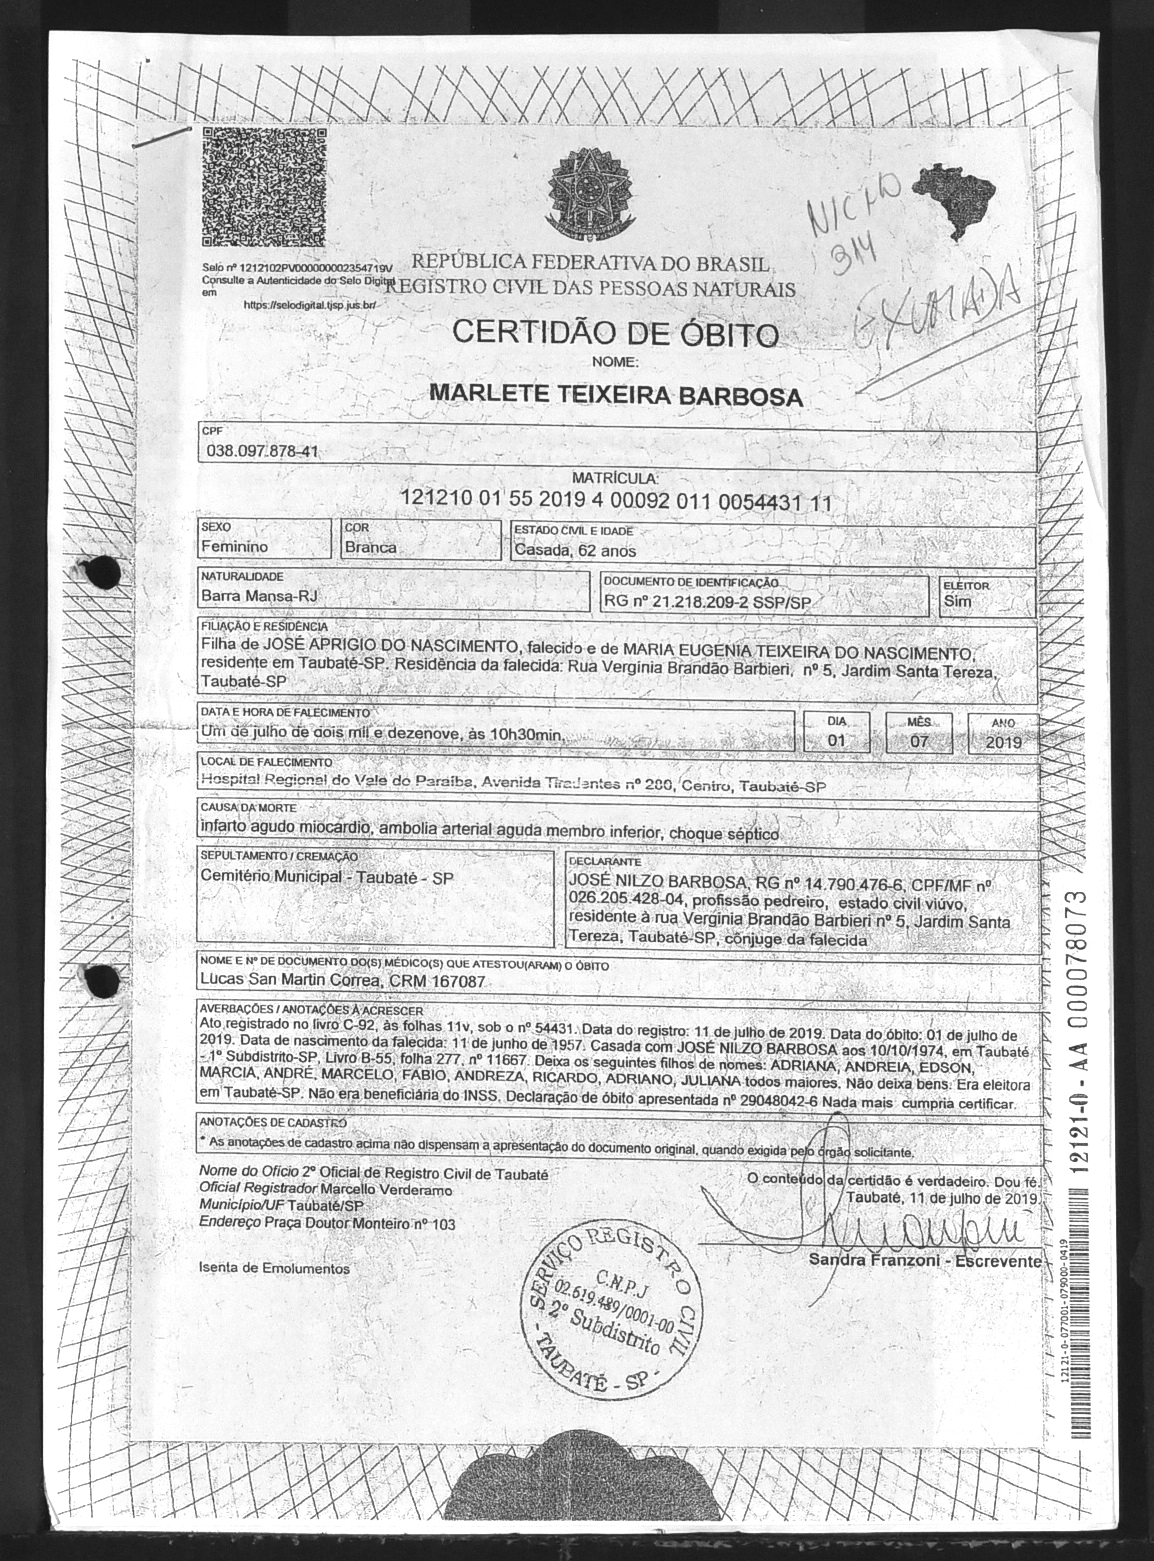 NICHO
314
EXUMADA
Selo nº 1212102PV0000000023547 19V
Consulte a Autenticidade do Selo Digital
em
https://selodigital.tjsp.jus.br/
REPÚBLICA FEDERATIVA DO BRASIL
REGISTRO CIVIL DAS PESSOAS NATURAIS
CERTIDÃO DE ÓBITO
NOME:
MARLETE TEIXEIRA BARBOSA
CPF
038.097.878-41
MATRÍCULA:
121210 01 55 2019 4 00092 011 0054431 11
SEXO
Feminino
COR
Branca
ESTADO CIVIL E IDADE
Casada, 62 anos
NATURALIDADE
Barra Mansa-RJ
DOCUMENTO DE IDENTIFICAÇÃO
RG nº 21.218.209-2 SSP/SP
ELEITOR
Sim
FILIAÇÃO E RESIDÊNCIA
Filha de JOSÉ APRIGIO DO NASCIMENTO, falecido e de MARIA EUGENIA TEIXEIRA DO NASCIMENTO,
residente em Taubaté-SP. Residência da falecida: Rua Verginia Brandão Barbieri, nº 5, Jardim Santa Tereza,
Taubaté-SP
DATA E HORA DE FALECIMENTO
Um de julho de dois mil e dezenove, às 10h30min.
DIA
01
MÊS
07
ANO
2019
LOCAL DE FALECIMENTO
Hospital Regional do Vale do Paraíba, Avenida Tiradentes nº 280, Centro, Taubaté-SP
CAUSA DA MORTE
infarto agudo miocárdio, ambolia arterial aguda membro inferior, choque séptico
SEPULTAMENTO / CREMAÇÃO
Cemitério Municipal - Taubaté - SP
DECLARANTE
JOSÉ NILZO BARBOSA, RG nº 14.790.476-6, CPF/MF nº
026.205.428-04, profissão pedreiro, estado civil viúvo,
residente à rua Verginia Brandão Barbieri nº 5, Jardim Santa
Tereza, Taubaté-SP, cônjuge da falecida
NOME E Nº DE DOCUMENTO DO(S) MÉDICO(S) QUE ATESTOU(ARAM) O ÓBITO
Lucas San Martin Correa, CRM 167087
AVERBAÇÕES / ANOTAÇÕES À ACRESCER
Ato registrado no livro C-92, às folhas 11v, sob o nº 54431. Data do registro: 11 de julho de 2019. Data do óbito: 01 de julho de
2019. Data de nascimento da falecida: 11 de junho de 1957. Casada com JOSÉ NILZO BARBOSA aos 10/10/1974, em Taubaté
- 1º Subdistrito-SP, Livro B-55, folha 277, nº 11667. Deixa os seguintes filhos de nomes: ADRIANA, ANDREIA, EDSON,
MARCIA, ANDRÉ, MARCELO, FABIO, ANDREZA, RICARDO, ADRIANO, JULIANA todos maiores. Não deixa bens. Era eleitora
em Taubaté-SP. Não era beneficiária do INSS. Declaração de óbito apresentada nº 29048042-6 Nada mais cumpria certificar.
ANOTAÇÕES DE CADASTRO
* As anotações de cadastro acima não dispensam a apresentação do documento original, quando exigida pelo órgão solicitante.
Nome do Ofício 2º Oficial de Registro Civil de Taubaté
Oficial Registrador Marcello Verderamo
Município/UF Taubaté/SP
Endereço Praça Doutor Monteiro nº 103
Isenta de Emolumentos
O conteúdo da certidão é verdadeiro. Dou fé.
Taubaté, 11 de julho de 2019.
Sandra Franzoni - Escrevente
SERVIÇO REGISTRO CIVIL
C.N.P.J
02.619.489/0001-00
2º Subdistrito
- TAUBATÉ - SP -
12121-0 - AA 000078073
12121-0-077001-079000-0419